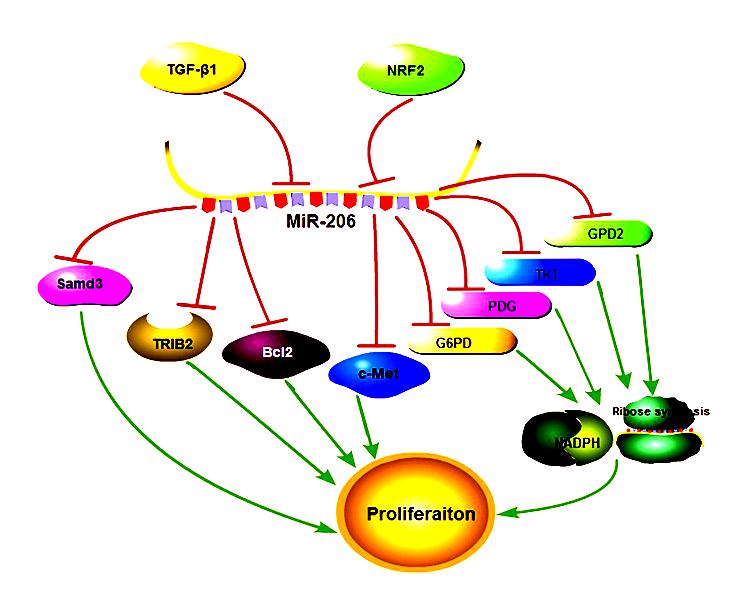 TGF-β1
NRF2
MiR-206
GPD2
TK1
Samd3
PDG
TRIB2
Bcl2
G6PD
c-Met
Ribose synthesis
NADPH
Proliferaiton